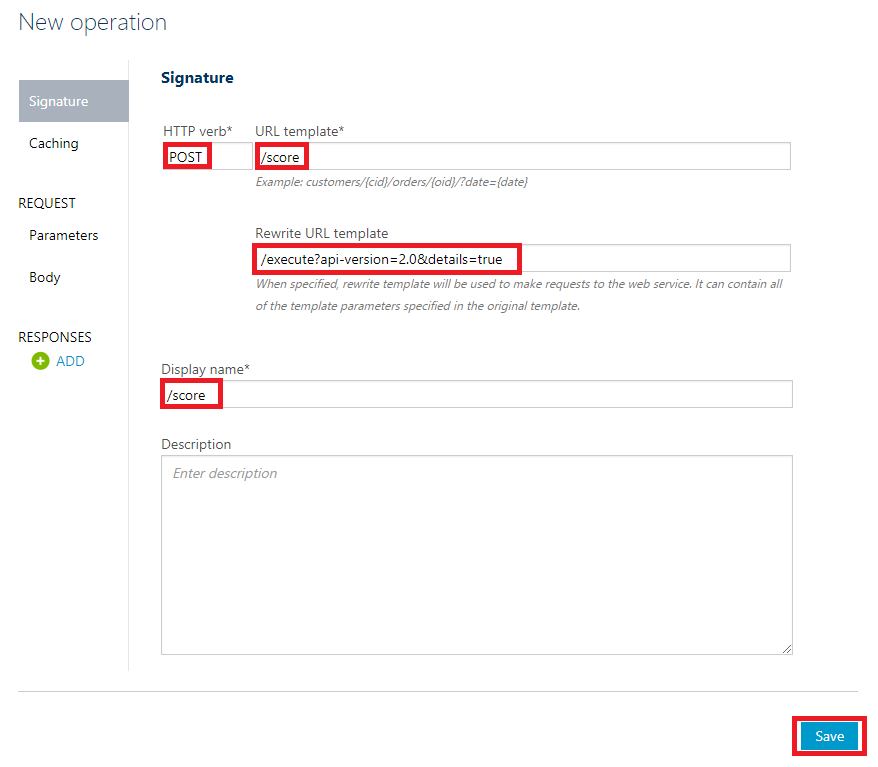 New operation
Signature
Caching
REQUEST
Parameters
Body
RESPONSES
ADD
Signature
HTTP verb* URL template*
POST /score
Example: customers/{cid}/orders/{oid}/?date={date}
Rewrite URL template
/execute?api-version=2.0&details=true
When specified, rewrite template will be used to make requests to the web service. It can contain all
of the template parameters specified in the original template.
Display name*
/score
Description
Enter description
Save